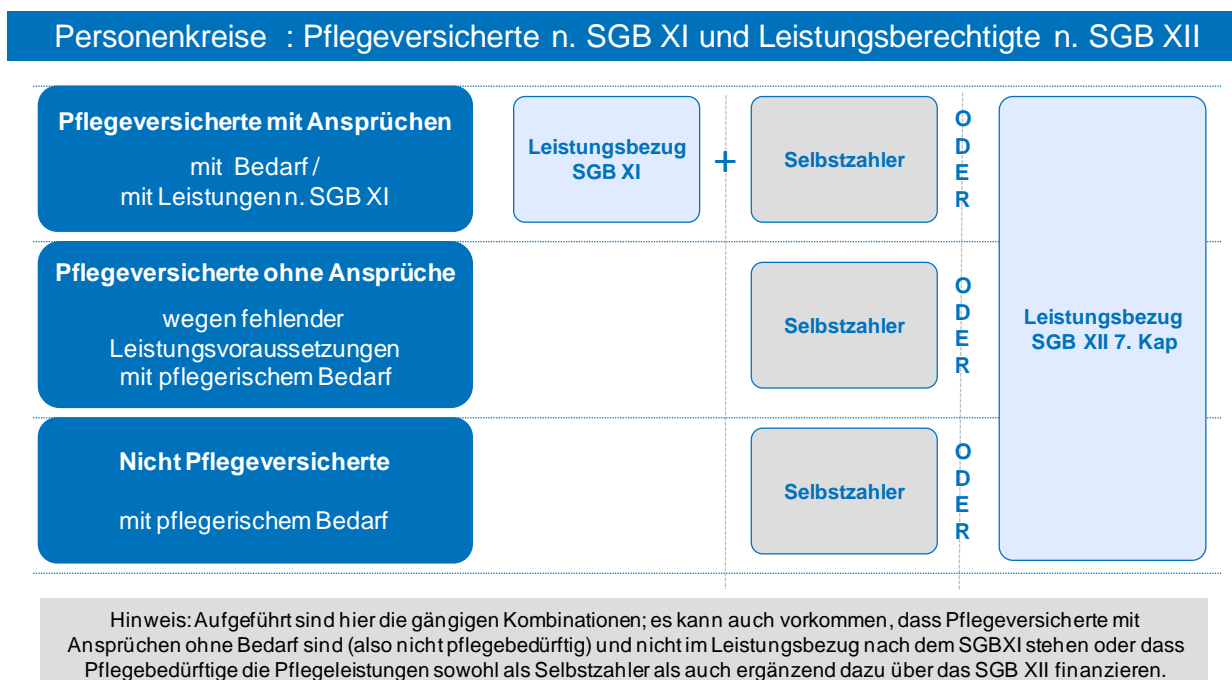 Personenkreise : Pflegeversicherte n. SGB XI und Leistungsberechtigte n. SGB XII
Pflegeversicherte mit Ansprüchen
mit Bedarf /
mit Leistungen n. SGB XI
Leistungsbezug
SGB XI
+
Selbstzahler
O
D
E
R
Pflegeversicherte ohne Ansprüche
wegen fehlender
Leistungsvoraussetzungen
mit pflegerischem Bedarf
Selbstzahler
O
D
E
R
Leistungsbezug
SGB XII 7. Kap
Nicht Pflegeversicherte
mit pflegerischem Bedarf
Selbstzahler
O
D
E
R
Hinweis: Aufgeführt sind hier die gängigen Kombinationen; es kann auch vorkommen, dass Pflegeversicherte mit
Ansprüchen ohne Bedarf sind (also nicht pflegebedürftig) und nicht im Leistungsbezug nach dem SGBXI stehen oder dass
Pflegebedürftige die Pflegeleistungen sowohl als Selbstzahler als auch ergänzend dazu über das SGB XII finanzieren.